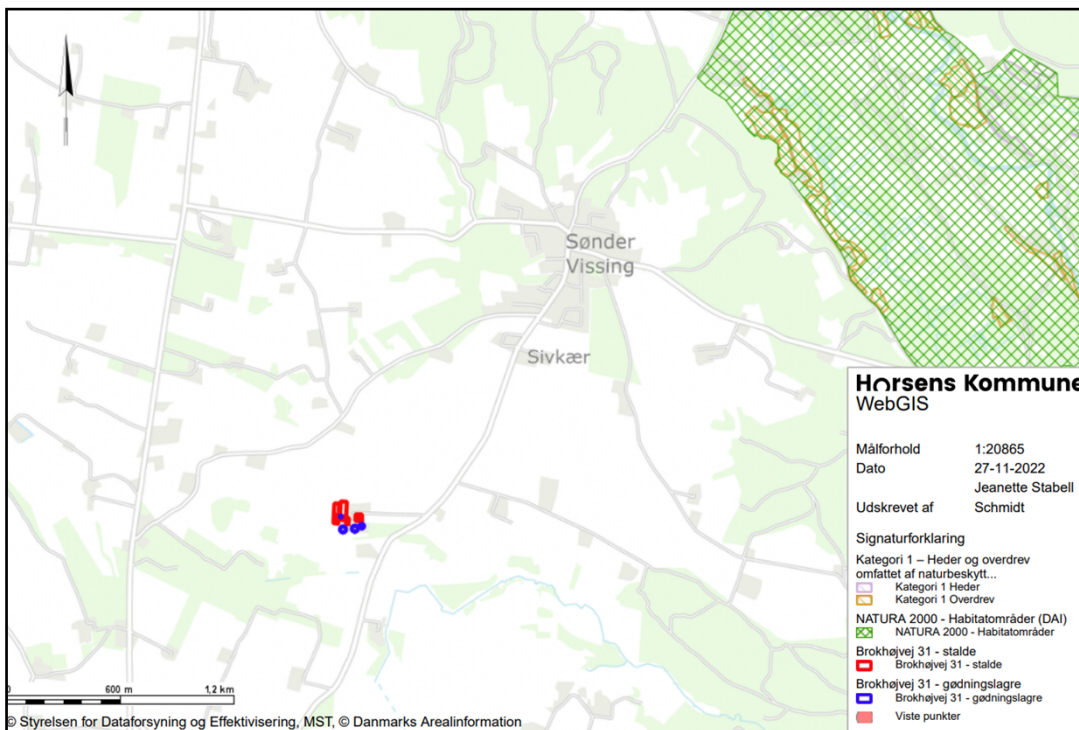 Sønder
Vissing
Sivkær
Horsens Kommune
WebGIS
Målforhold 1:20865
Dato 27-11-2022
Jeanette Stabell
Udskrevet af Schmidt
Signaturforklaring
Kategori 1 – Heder og overdrev
omfattet af naturbeskytt...
Kategori 1 Heder
Kategori 1 Overdrev
NATURA 2000 - Habitatområder (DAI)
NATURA 2000 - Habitatområder
Brokhøjvej 31 - stalde
Brokhøjvej 31 - stalde
Brokhøjvej 31 - gødningslagre
Brokhøjvej 31 - gødningslagre
Viste punkter
0 600 m 1,2 km
© Styrelsen for Dataforsyning og Effektivisering, MST, © Danmarks Arealinformation